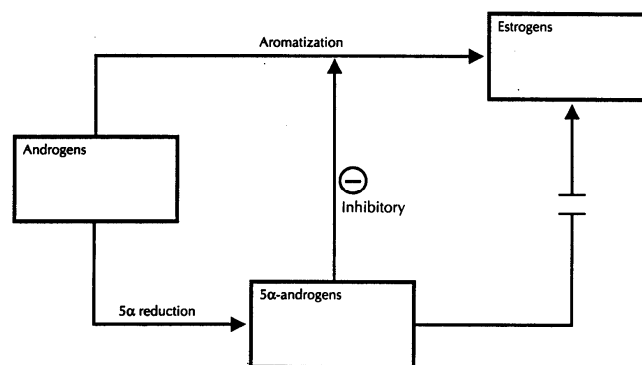 Estrogens
Aromatization
Androgens
−
Inhibitory
5α-androgens
5α reduction